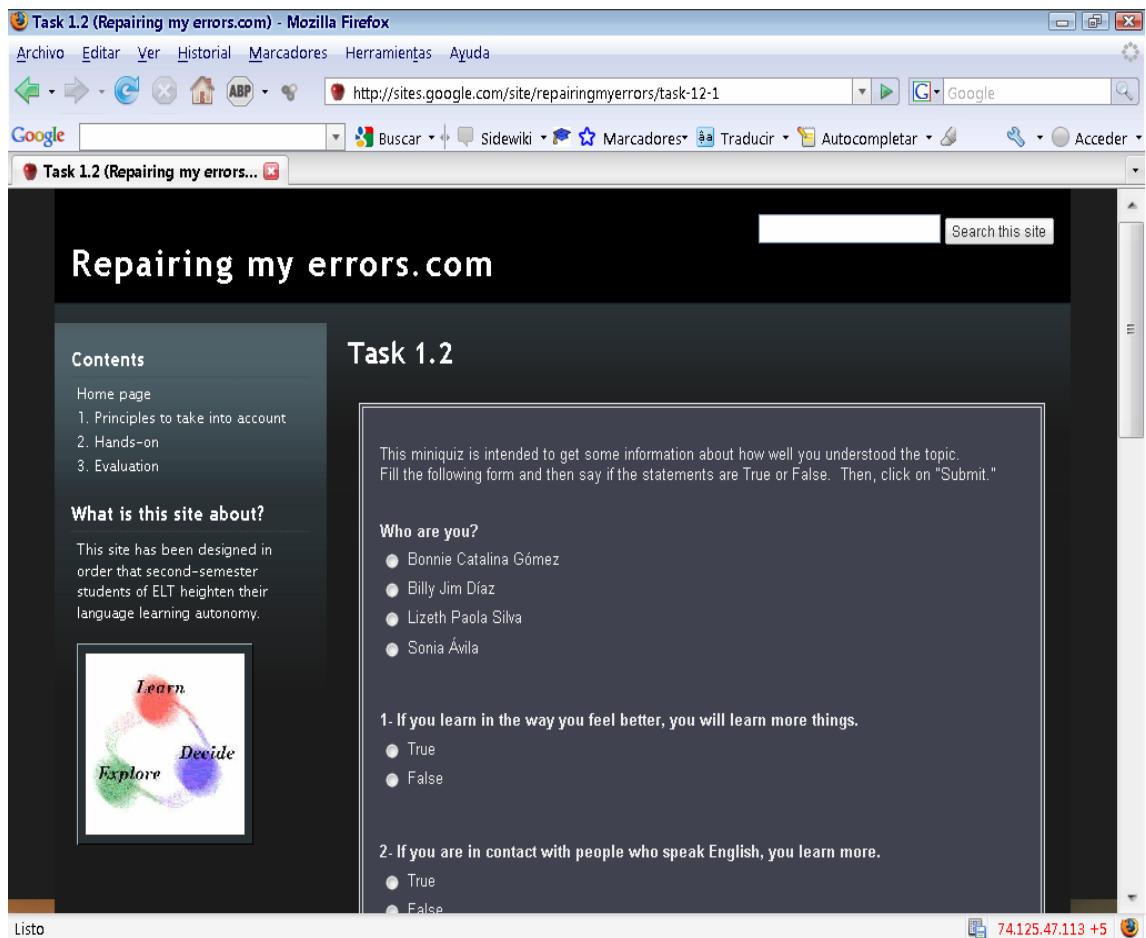 Task 1.2 (Repairing my errors.com) - Mozilla Firefox
Archivo Editar Ver Historial Marcadores Herramientas Ayuda
ABP
http://sites.google.com/site/repairingmyerrors/task-12-1
G Google
Google Buscar Sidewiki Marcadores Traducir Autocompletar Acceder
Task 1.2 (Repairing my errors...
Search this site
Repairing my errors.com
Contents
Home page
1. Principles to take into account
2. Hands-on
3. Evaluation
What is this site about?
This site has been designed in
order that second-semester
students of ELT heighten their
language learning autonomy.
Learn
Decide
Explore
Task 1.2
This miniquiz is intended to get some information about how well you understood the topic.
Fill the following form and then say if the statements are True or False. Then, click on "Submit."
Who are you?
Bonnie Catalina Gómez
Billy Jim Díaz
Lizeth Paola Silva
Sonia Ávila
1- If you learn in the way you feel better, you will learn more things.
True
False
2- If you are in contact with people who speak English, you learn more.
True
False
Listo
74.125.47.113 +5